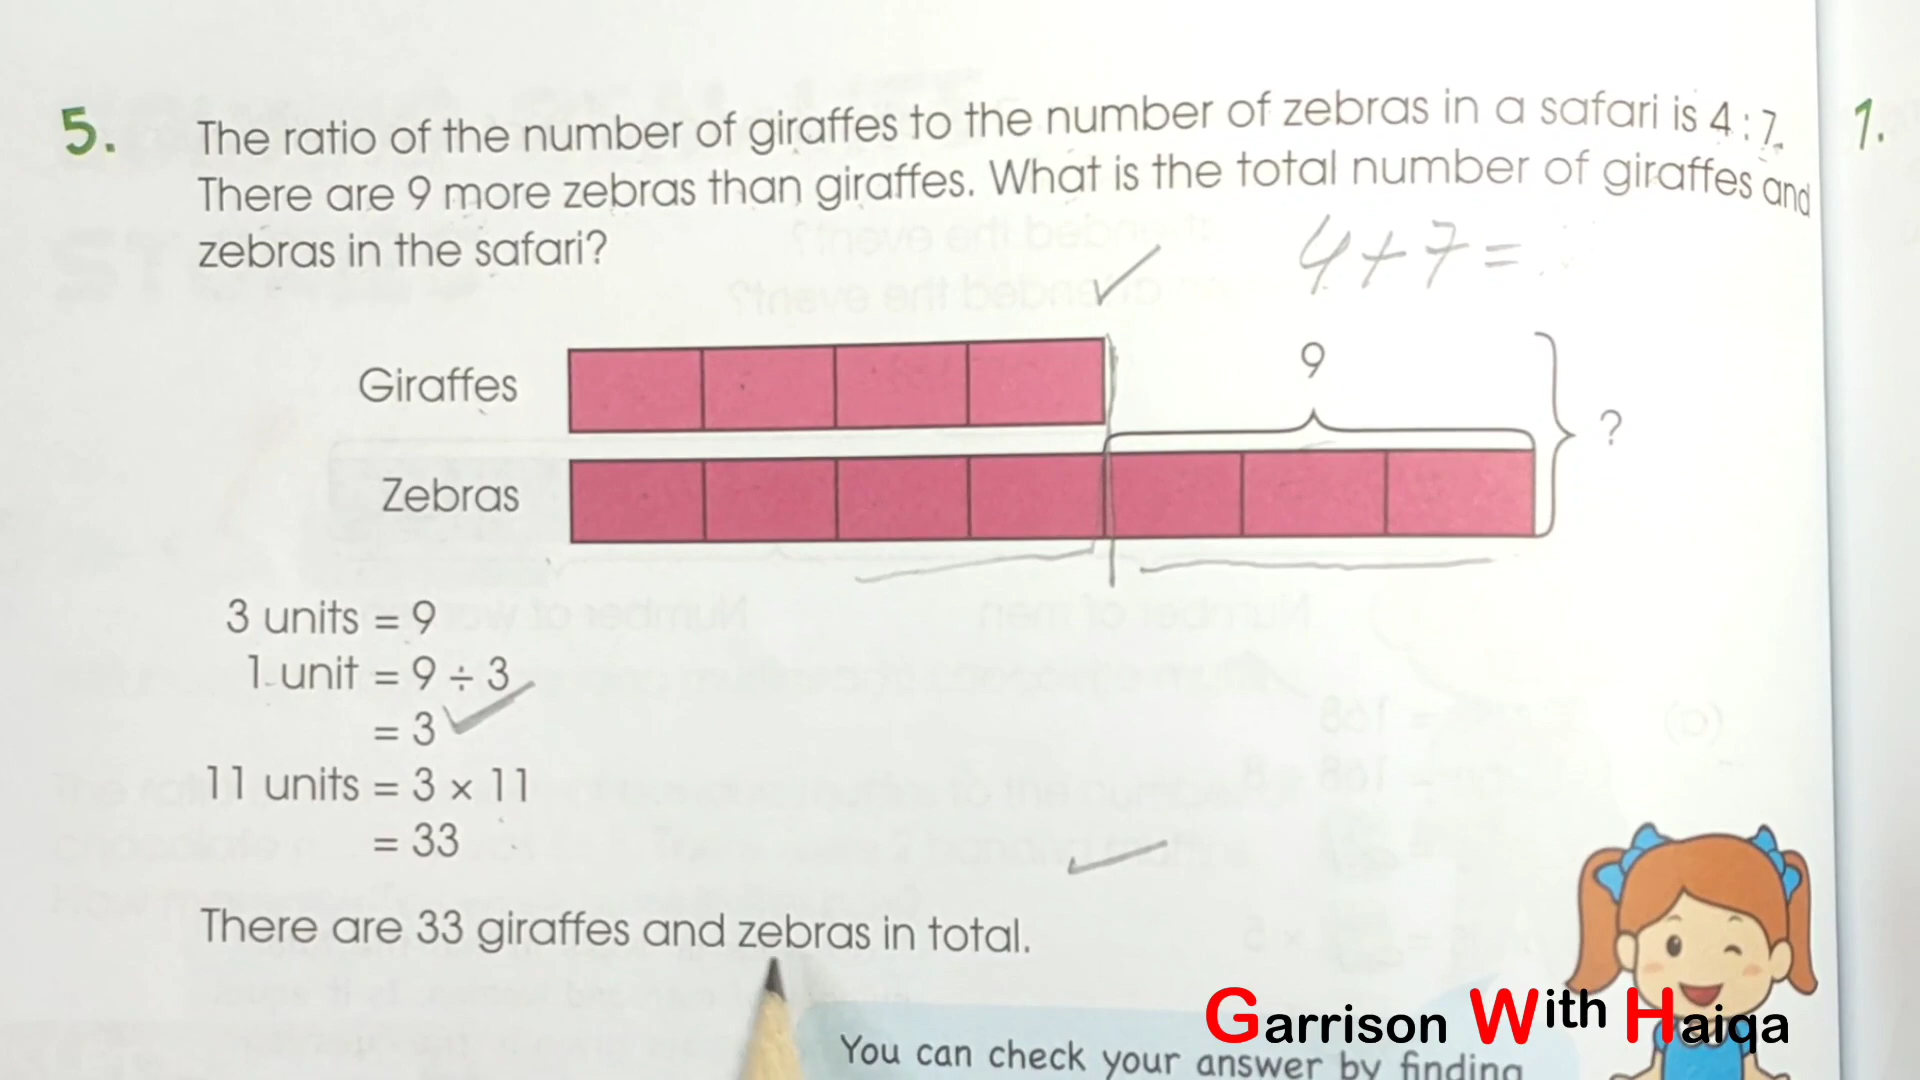 5. The ratio of the number of giraffes to the number of zebras in a safari is 4 : 7.
There are 9 more zebras than giraffes. What is the total number of giraffes and
zebras in the safari?
4 + 7 =
9
Giraffes
?
Zebras
3 units = 9
1 unit = 9 ÷ 3
= 3
11 units = 3 × 11
= 33
There are 33 giraffes and zebras in total.
You can check your answer by finding
Garrison With Haiqa
1.